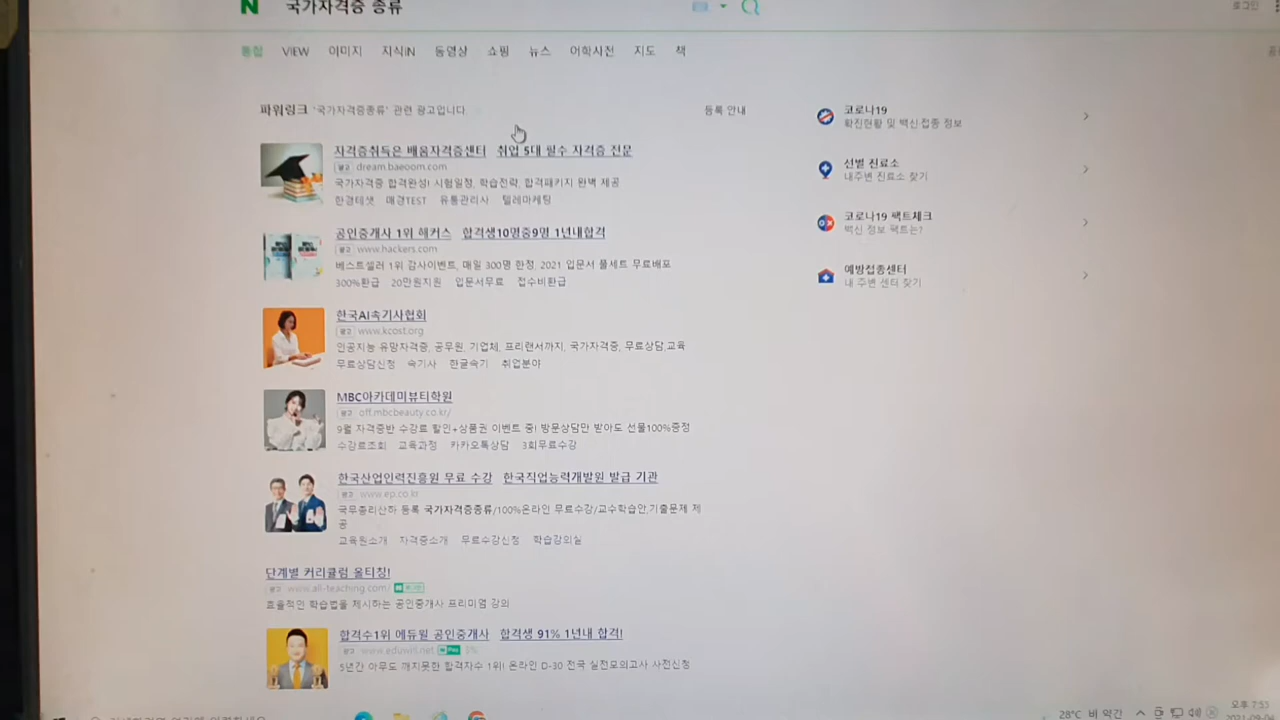 N 국가자격증 종류
로그인
통합 VIEW 이미지 지식iN 동영상 쇼핑 뉴스 어학사전 지도 책
파워링크 '국가자격증종류' 관련 광고입니다.
등록 안내
자격증취득은 배움자격증센터 취업 5대 필수 자격증 전문
광고 dream.baeoom.com
국가자격증 합격완성! 시험일정, 학습전략, 합격패키지 완벽 제공
한경테샛 매경TEST 유통관리사 텔레마케팅
공인중개사 1위 해커스 합격생10명중9명 1년내합격
광고 www.hackers.com
베스트셀러 1위 감사이벤트, 매일 300명 한정, 2021 입문서 풀세트 무료배포
300%환급 20만원지원 입문서무료 접수비환급
한국AI속기사협회
광고 www.kcost.org
인공지능 유망자격증, 공무원, 기업체, 프리랜서까지, 국가자격증, 무료상담,교육
무료상담신청 속기사 한글속기 취업분야
MBC아카데미뷰티학원
광고 off.mbcbeauty.co.kr/
9월 자격증반 수강료 할인+상품권 이벤트 중! 방문상담만 받아도 선물100%증정
수강료조회 교육과정 카카오톡상담 3회무료수강
한국산업인력진흥원 무료 수강 한국직업능력개발원 발급 기관
광고 www.ep.co.kr
국무총리산하 등록 국가자격증종류/100%온라인 무료수강/교수학습안,기출문제 제
공
교육원소개 자격증소개 무료수강신청 학습강의실
단계별 커리큘럼 올티칭!
광고 www.all-teaching.com/ 로그인
효율적인 학습법을 제시하는 공인중개사 프리미엄 강의
합격수1위 에듀윌 공인중개사 합격생 91% 1년내 합격!
광고 www.eduwill.net Pay 5%
5년간 아무도 깨지못한 합격자수 1위! 온라인 D-30 전국 실전모의고사 사전신청
코로나19
확진현황 및 백신 접종 정보
선별 진료소
내주변 진료소 찾기
코로나19 팩트체크
백신 정보 팩트는?
예방접종센터
내 주변 센터 찾기
28°C 비 약간
오후 7:53